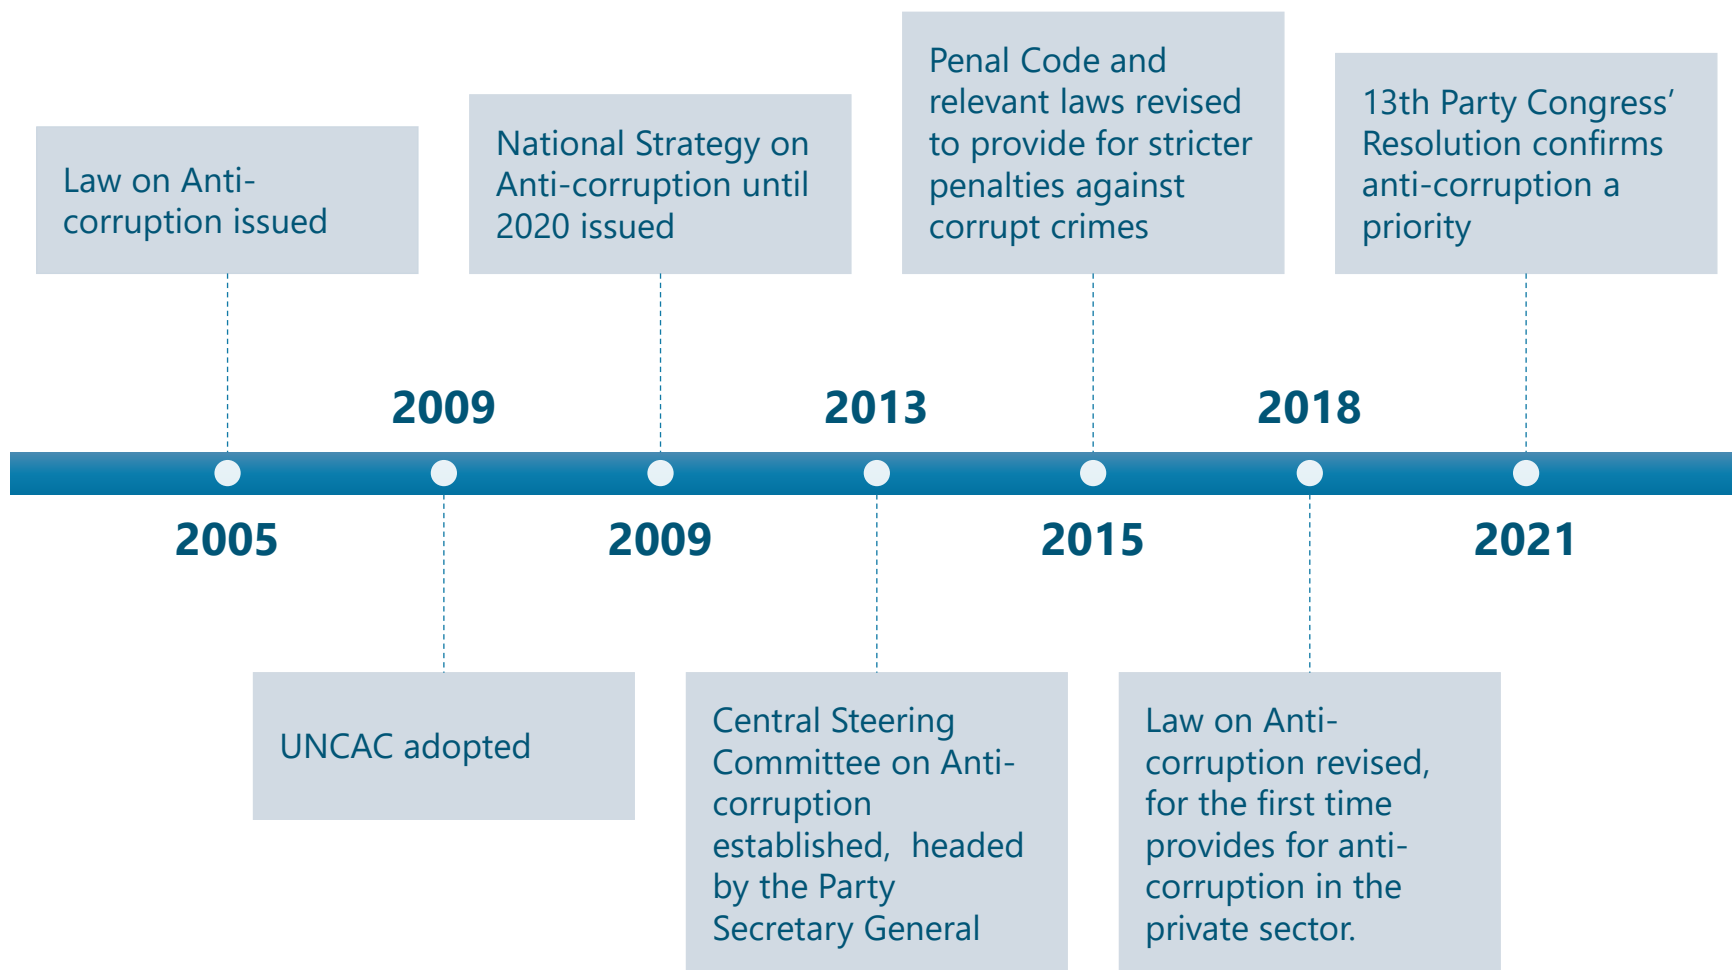 Law on Anti-
corruption issued
National Strategy on
Anti-corruption until
2020 issued
Penal Code and
relevant laws revised
to provide for stricter
penalties against
corrupt crimes
13th Party Congress’
Resolution confirms
anti-corruption a
priority
2009
2013
2018
2005
2009
2015
2021
UNCAC adopted
Central Steering
Committee on Anti-
corruption
established,  headed
by the Party
Secretary General
Law on Anti-
corruption revised,
for the first time
provides for anti-
corruption in the
private sector.